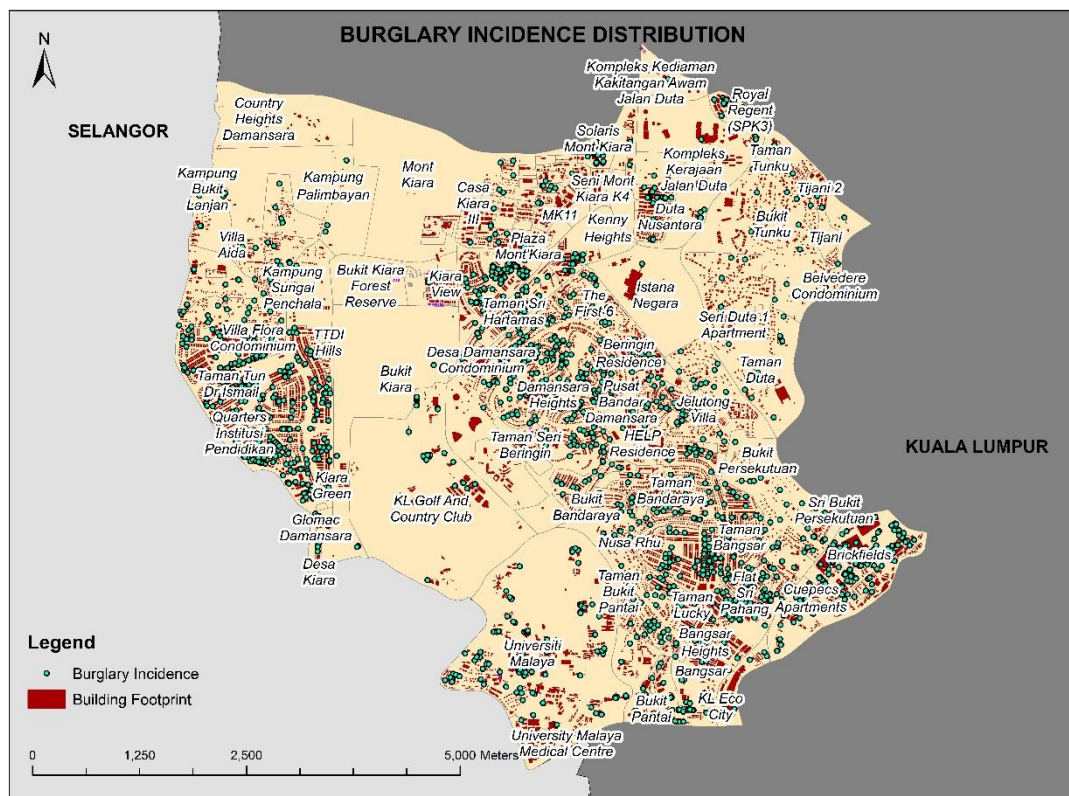 BURGLARY INCIDENCE DISTRIBUTION
N
Kompleks Kediaman
Kakitangan Awam
Jalan Duta
Country
Heights
Damansara
Royal
Regent
(SPK3)
SELANGOR
Solaris
Mont Kiara
Taman
Tunku
Kompleks
Kerajaan
Jalan Duta
Kampung
Bukit
Lanjan
Kampung
Palimbayan
Mont
Kiara
Casa
Kiara
III
Seni Mont
Kiara K4
Tijani 2
MK11
Duta
Nusantara
Bukit
Tunku
Kenny
Heights
Villa
Aida
Plaza
Mont Kiara
Tijani
Kampung
Sungai
Penchala
Bukit Kiara
Forest
Reserve
Kiara
View
Istana
Negara
Belvedere
Condominium
Taman Sri
Hartamas
The
First 6
Seri Duta 1
Apartment
Villa Flora
Condominium
TTDI
Hills
Desa Damansara
Condominium
Beringin
Residence
Taman
Duta
Bukit
Kiara
Taman Tun
Dr Ismail
Damansara
Heights
Pusat
Bandar
Damansara
Jelutong
Villa
Quarters
Institusi
Pendidikan
Taman Seri
Beringin
HELP
Residence
KUALA LUMPUR
Bukit
Persekutuan
Kiara
Green
KL Golf And
Country Club
Bukit
Bandaraya
Taman
Bandaraya
Sri Bukit
Persekutuan
Glomac
Damansara
Nusa Rhu
Taman
Bangsar
Brickfields
Desa
Kiara
Taman
Bukit
Pantai
Flat
Sri
Pahang
Cuepecs
Apartments
Taman
Lucky
Legend
Universiti
Malaya
Bangsar
Heights
Burglary Incidence
Bangsar
Building Footprint
Bukit
Pantai
KL Eco
City
University Malaya
Medical Centre
0 1,250 2,500 5,000 Meters